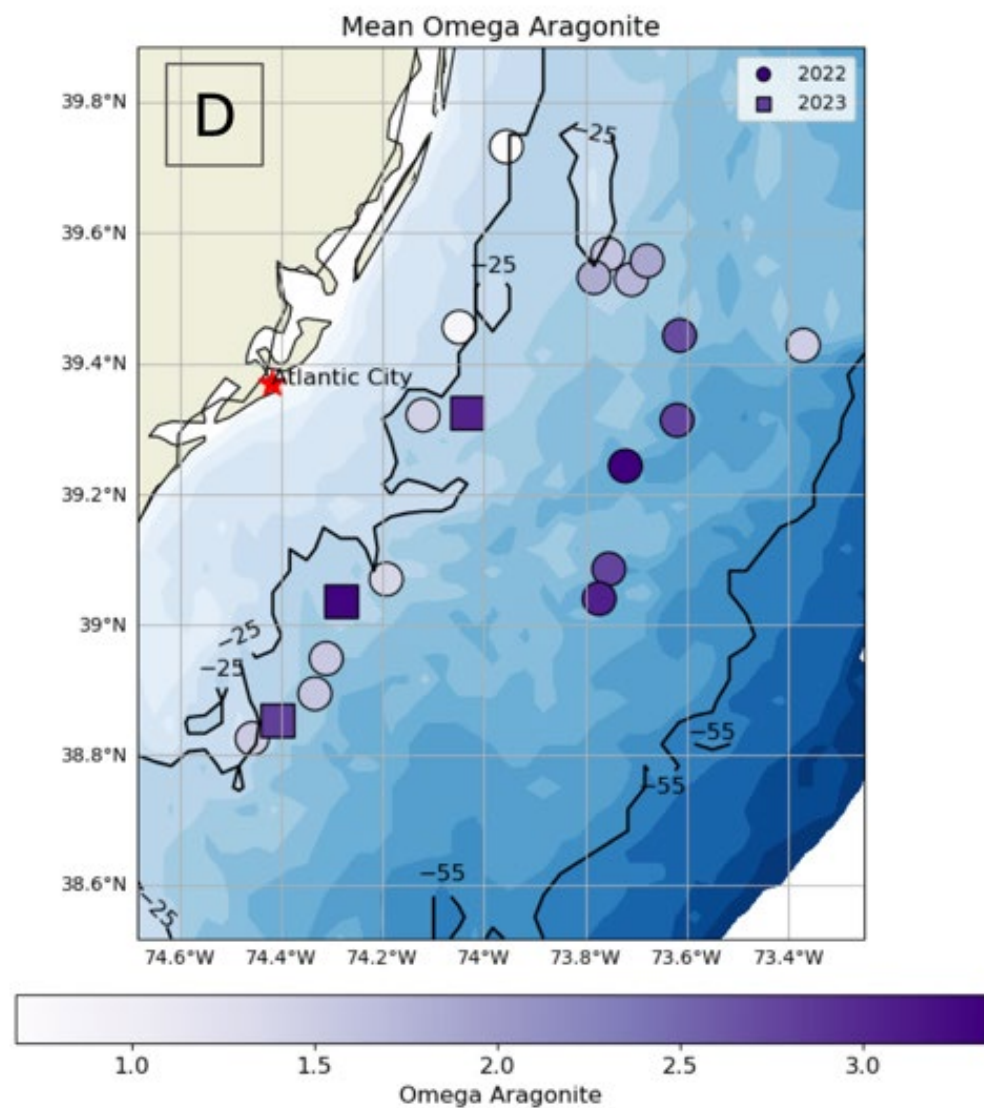 Mean Omega Aragonite
D
2022
2023
39.8°N
39.6°N
39.4°N
39.2°N
39°N
38.8°N
38.6°N
−25
−25
Atlantic City
−25
−25
−55
−55
−55
−25
74.6°W 74.4°W 74.2°W 74°W 73.8°W 73.6°W 73.4°W
1.0 1.5 2.0 2.5 3.0
Omega Aragonite